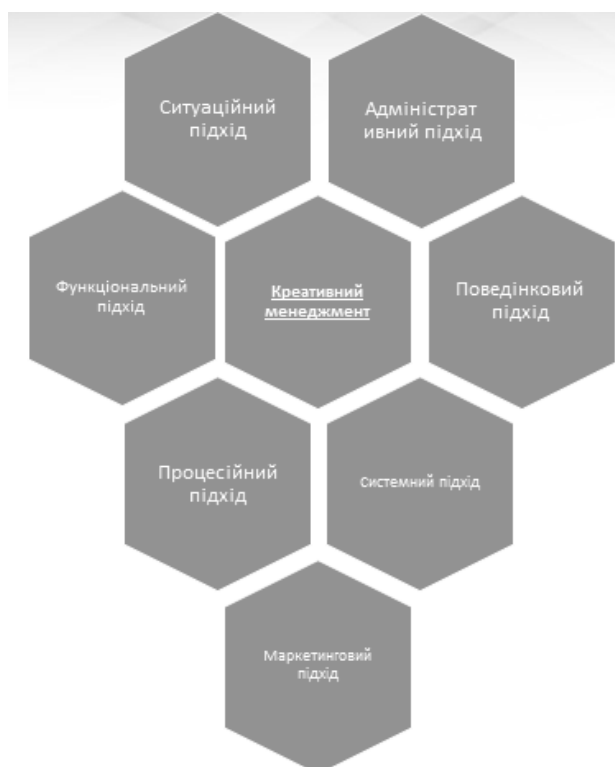 Ситуаційний
підхід
Адміністрат
ивний підхід
Функціональний
підхід
Креативний
менеджмент
Поведінковий
підхід
Процесійний
підхід
Системний підхід
Маркетинговий
підхід